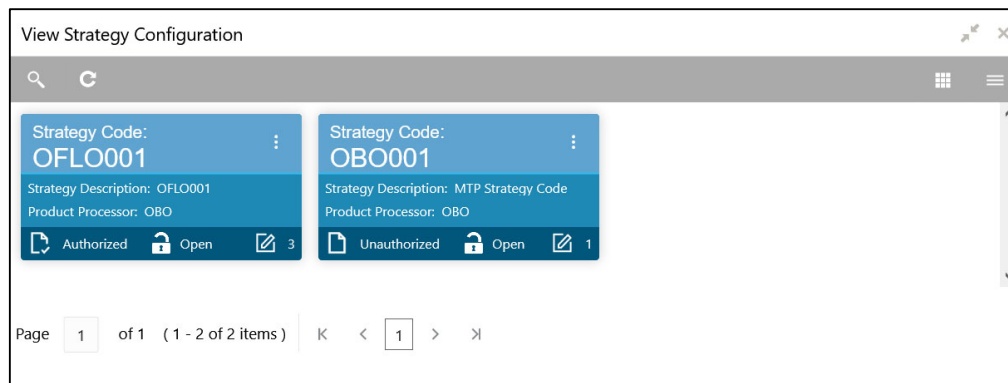 View Strategy Configuration
Strategy Code:
OFLO001
Strategy Description: OFLO001
Product Processor: OBO
Authorized Open 3
Strategy Code:
OBO001
Strategy Description: MTP Strategy Code
Product Processor: OBO
Unauthorized Open 1
Page 1 of 1 ( 1 - 2 of 2 items ) 1